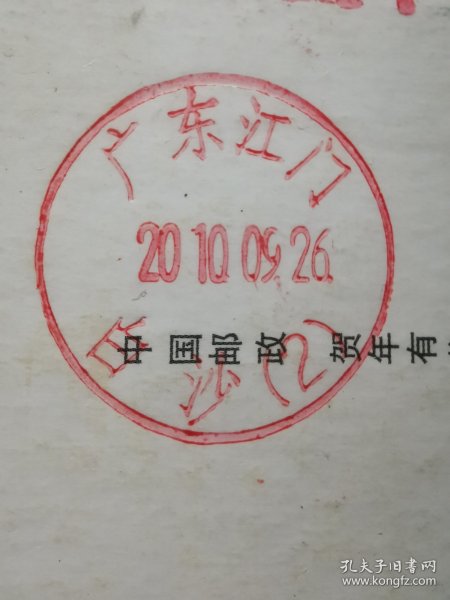 广东江门
2010.09.26
白沙(2)
中国邮政 贺年有
孔夫子旧书网
www.kongfz.com